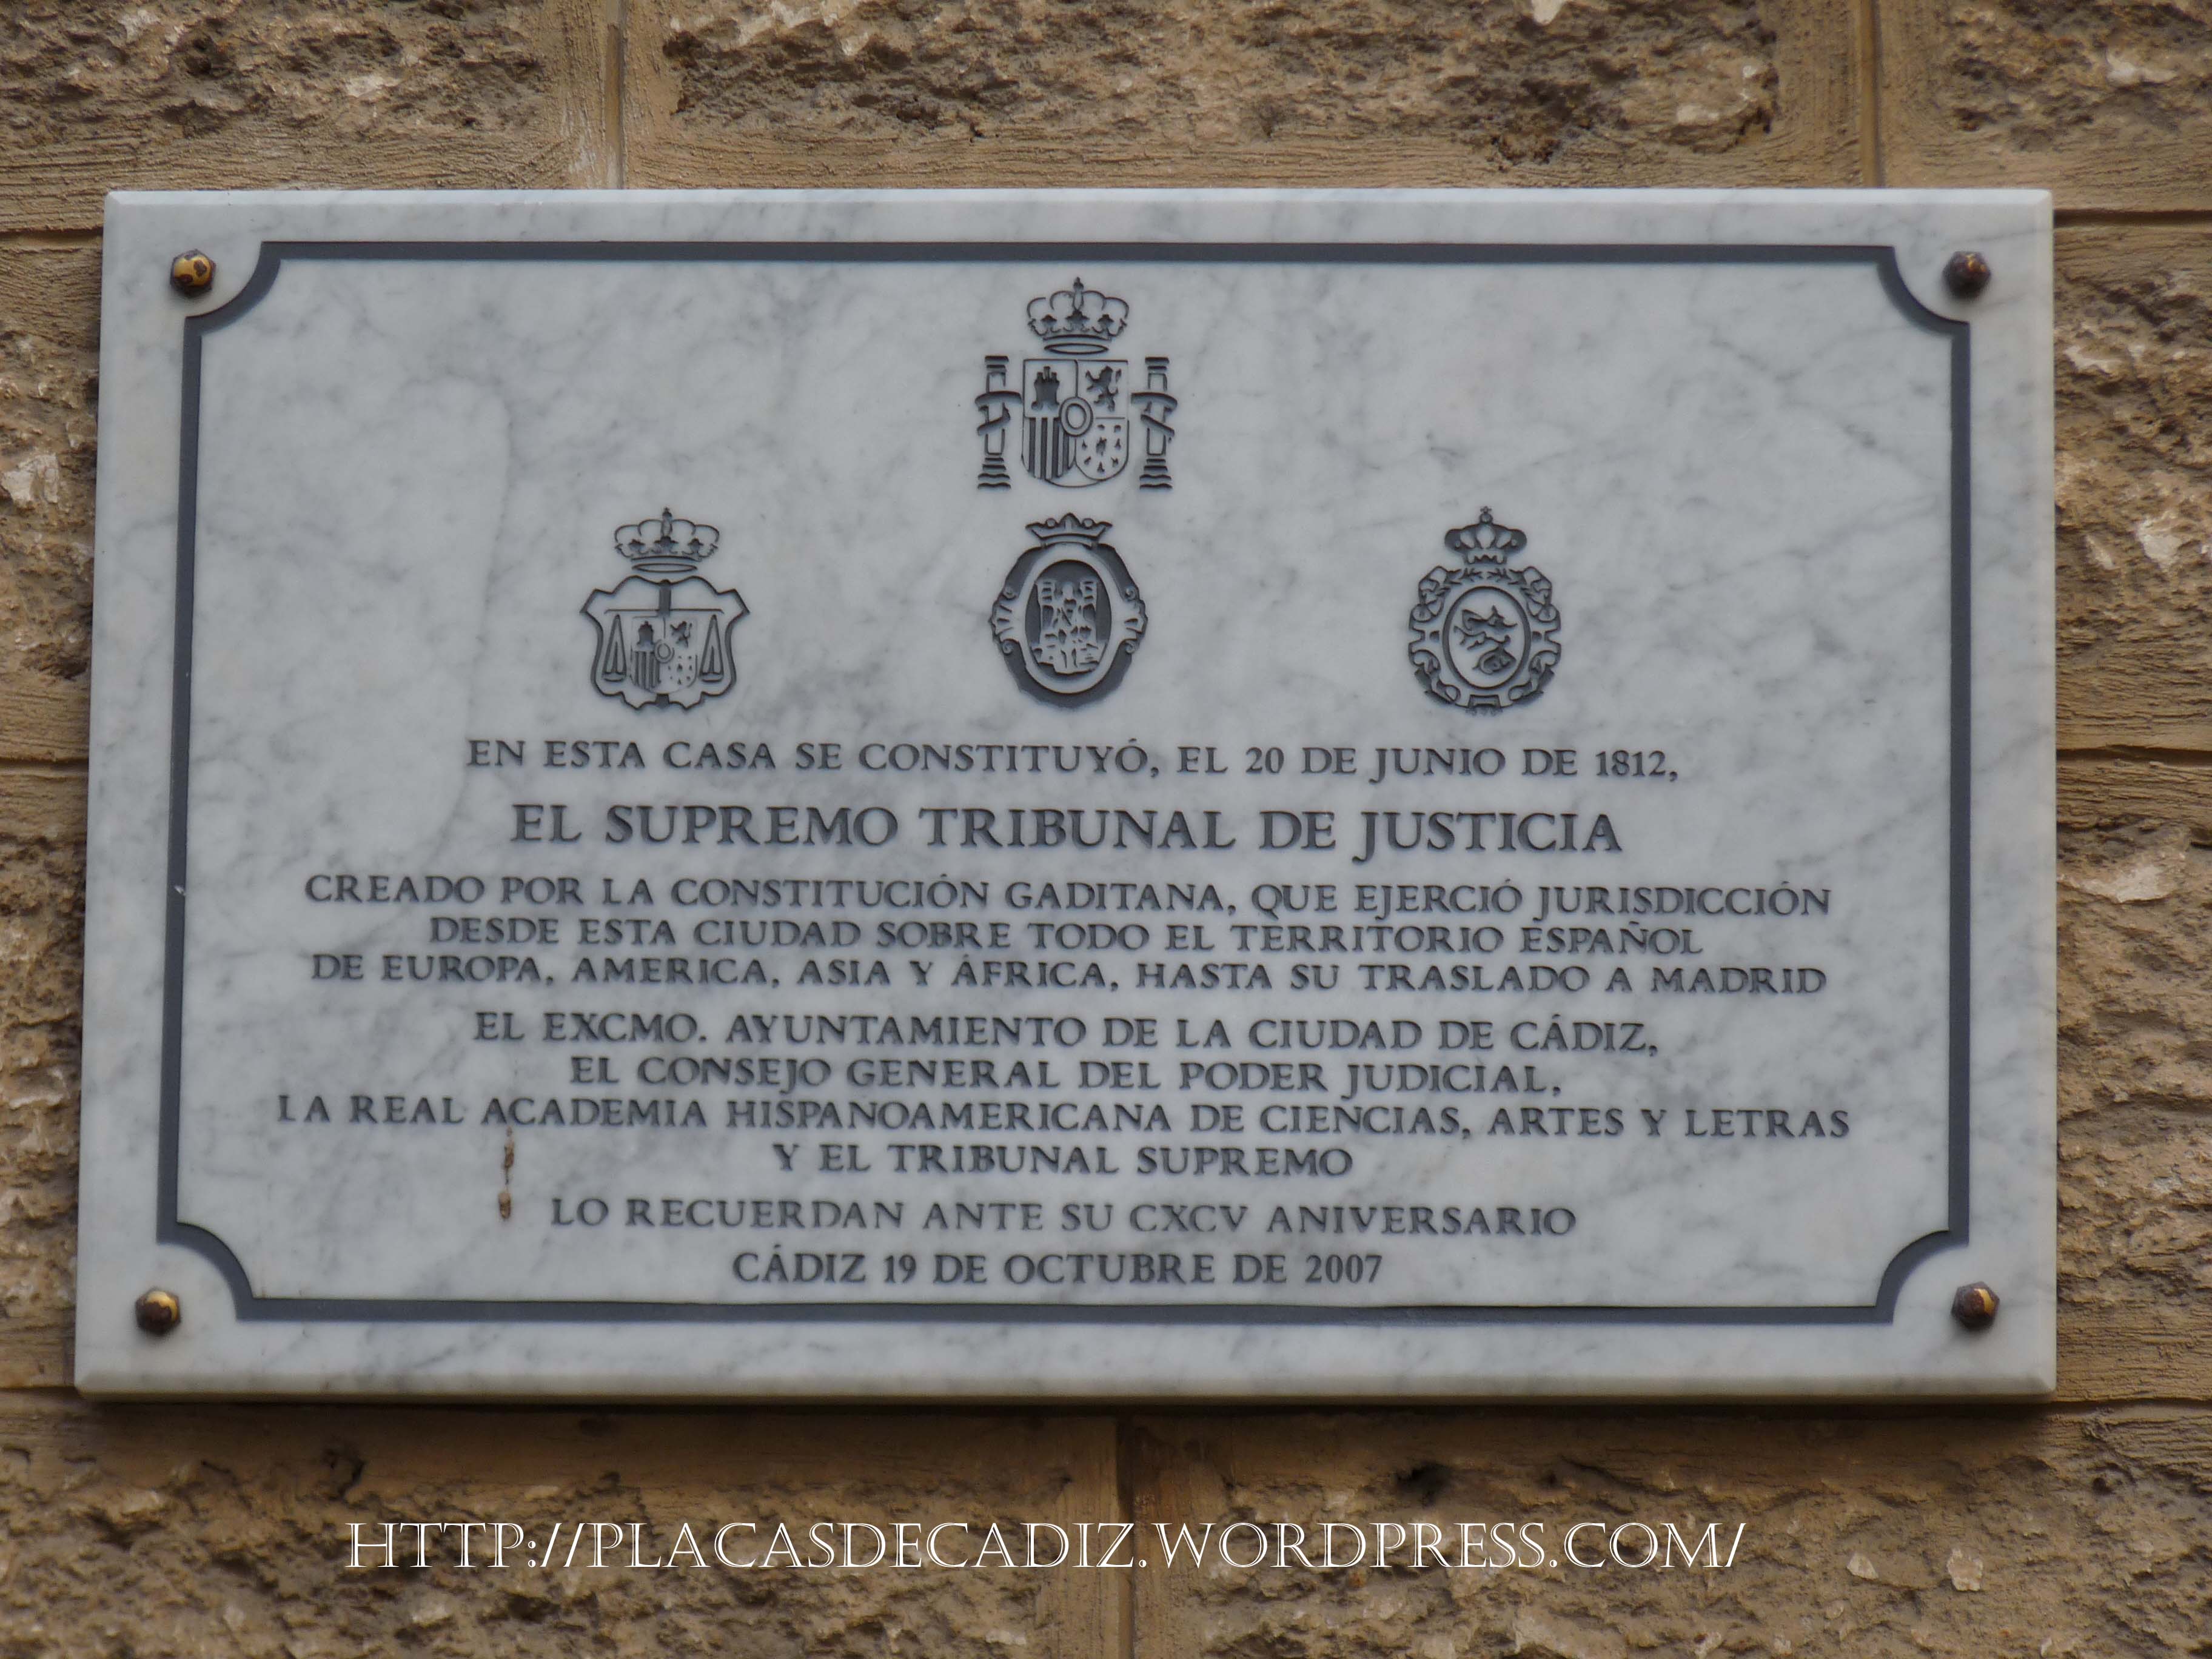 EN ESTA CASA SE CONSTITUYÓ, EL 20 DE JUNIO DE 1812,
EL SUPREMO TRIBUNAL DE JUSTICIA
CREADO POR LA CONSTITUCIÓN GADITANA, QUE EJERCIÓ JURISDICCIÓN
DESDE ESTA CIUDAD SOBRE TODO EL TERRITORIO ESPAÑOL
DE EUROPA, AMERICA, ASIA Y ÁFRICA, HASTA SU TRASLADO A MADRID
EL EXCMO. AYUNTAMIENTO DE LA CIUDAD DE CÁDIZ,
EL CONSEJO GENERAL DEL PODER JUDICIAL,
LA REAL ACADEMIA HISPANOAMERICANA DE CIENCIAS, ARTES Y LETRAS
Y EL TRIBUNAL SUPREMO
LO RECUERDAN ANTE SU CXCV ANIVERSARIO
CÁDIZ 19 DE OCTUBRE DE 2007
HTTP://PLACASDECADIZ.WORDPRESS.COM/